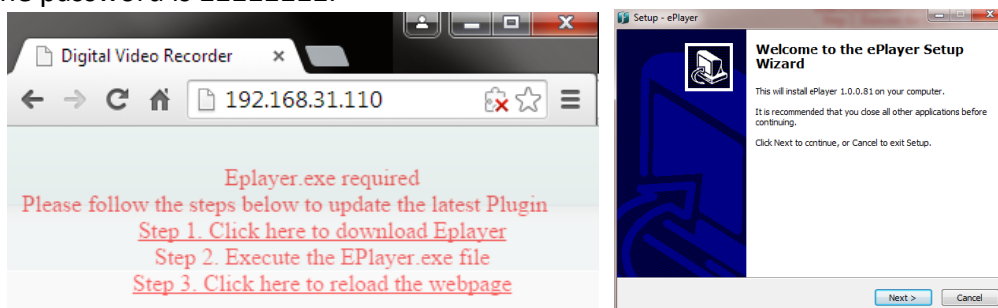 Digital Video Recorder
192.168.31.110
Eplayer.exe required
Please follow the steps below to update the latest Plugin
Step 1. Click here to download Eplayer
Step 2. Execute the EPlayer.exe file
Step 3. Click here to reload the webpage
Setup - ePlayer
Welcome to the ePlayer Setup
Wizard
This will install ePlayer 1.0.0.81 on your computer.
It is recommended that you close all other applications before
continuing.
Click Next to continue, or Cancel to exit Setup.
Next >
Cancel